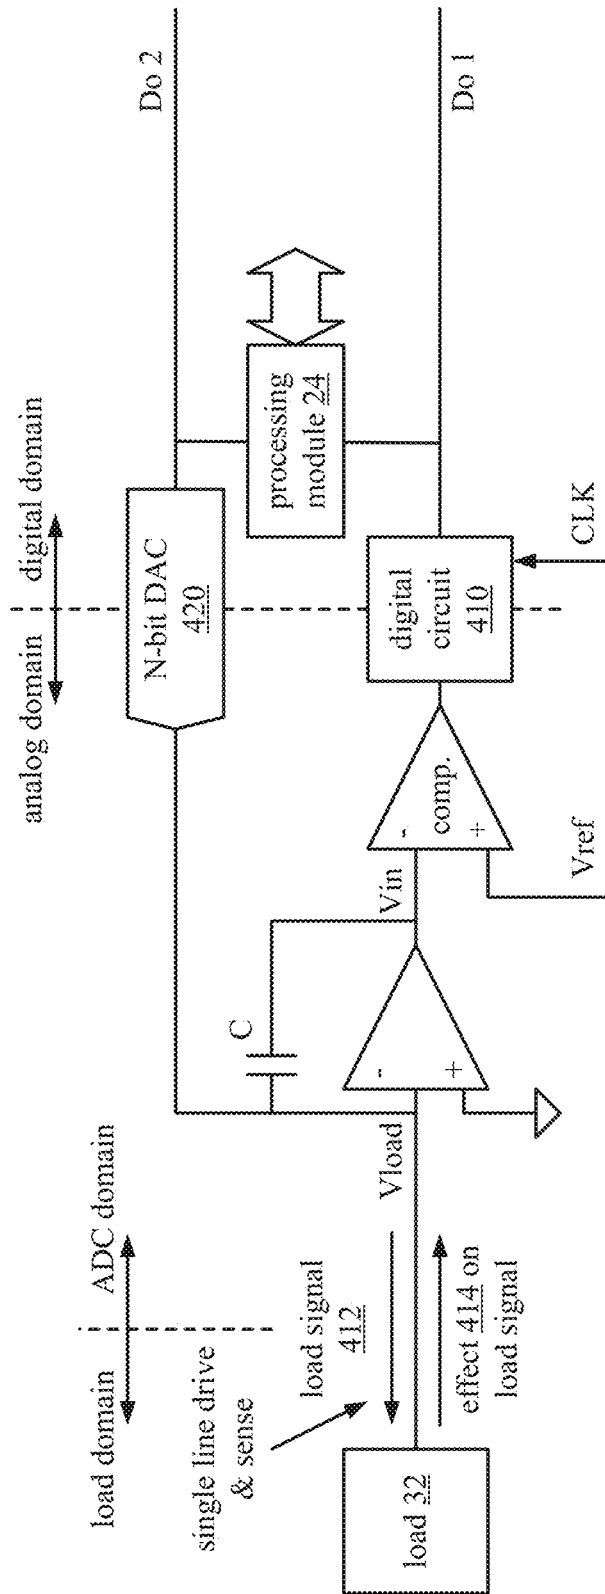 load domain
ADC domain
analog domain
digital domain
single line drive
& sense
load signal
412
effect 414 on
load signal
load 32
Vload
C
-
+
Vin
-
+
comp.
Vref
N-bit DAC
420
digital
circuit
410
CLK
processing
module 24
Do 2
Do 1